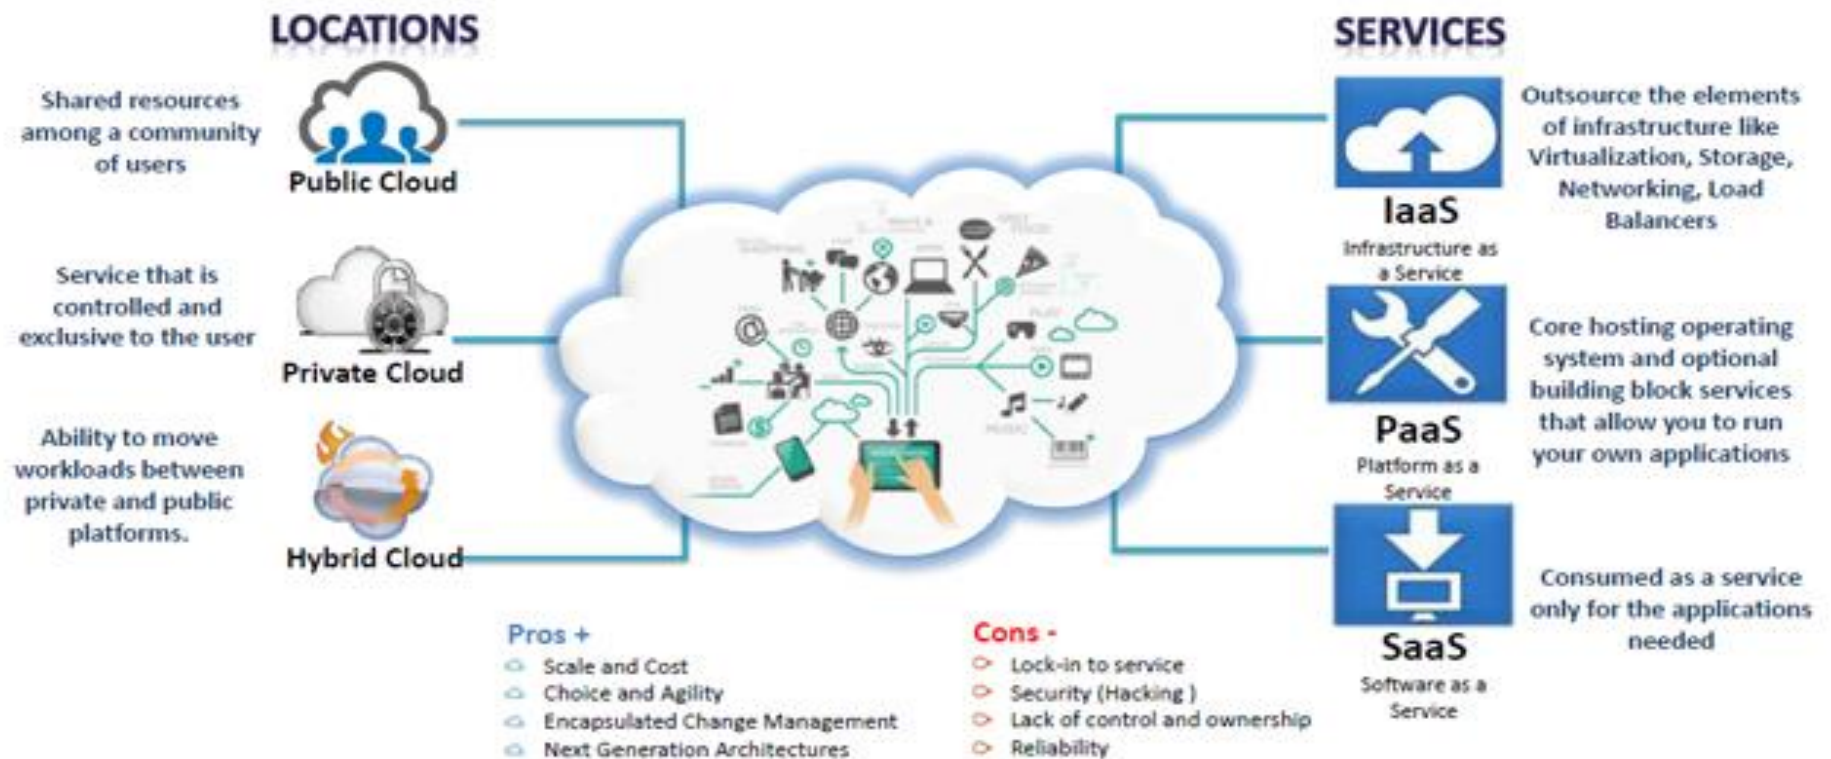 LOCATIONS
Shared resources
among a community
of users
Public Cloud
Service that is
controlled and
exclusive to the user
Private Cloud
Ability to move
workloads between
private and public
platforms.
Hybrid Cloud
MUSIC
SERVICES
IaaS
Infrastructure as
a Service
Outsource the elements
of infrastructure like
Virtualization, Storage,
Networking, Load
Balancers
PaaS
Platform as a
Service
Core hosting operating
system and optional
building block services
that allow you to run
your own applications
SaaS
Software as a
Service
Consumed as a service
only for the applications
needed
Pros +
Scale and Cost
Choice and Agility
Encapsulated Change Management
Next Generation Architectures
Cons -
Lock-in to service
Security (Hacking )
Lack of control and ownership
Reliability